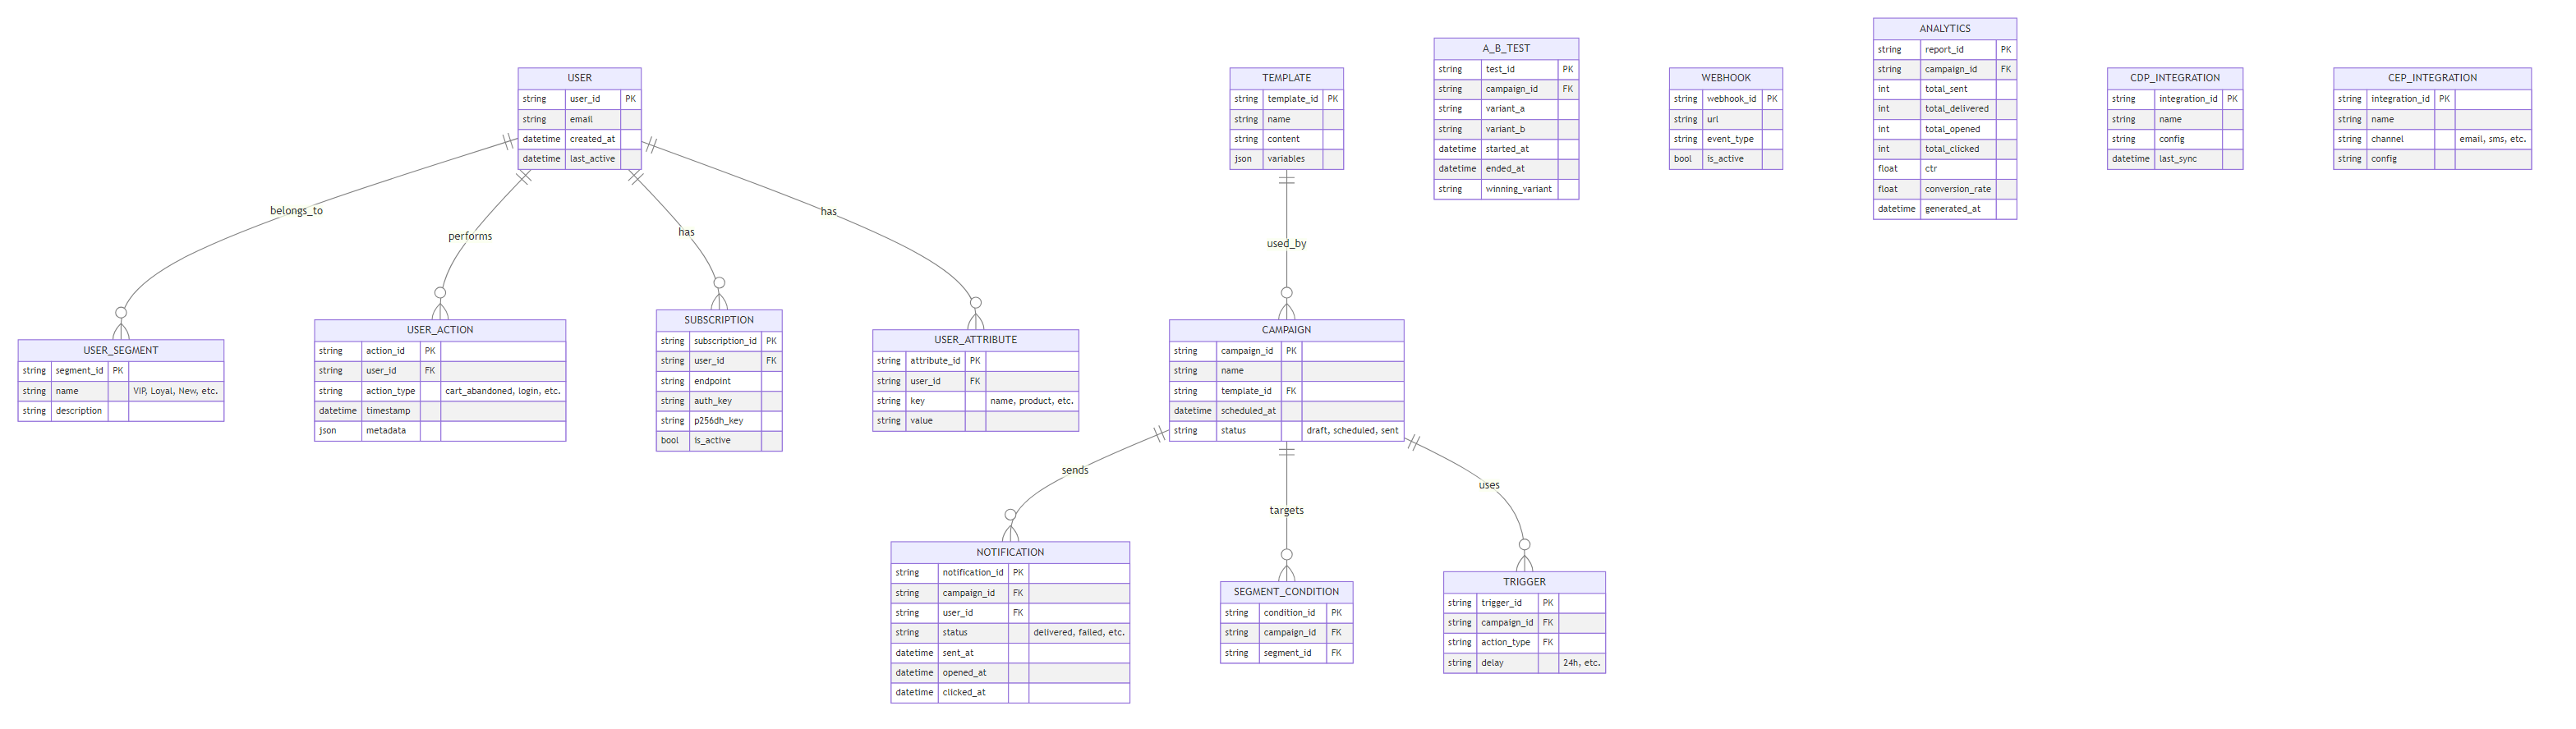 USER
string user_id PK
string email
datetime created_at
datetime last_active
TEMPLATE
string template_id PK
string name
string content
json variables
A_B_TEST
string test_id PK
string campaign_id FK
string variant_a
string variant_b
datetime started_at
datetime ended_at
string winning_variant
WEBHOOK
string webhook_id PK
string url
string event_type
bool is_active
ANALYTICS
string report_id PK
string campaign_id FK
int total_sent
int total_delivered
int total_opened
int total_clicked
float ctr
float conversion_rate
datetime generated_at
CDP_INTEGRATION
string integration_id PK
string name
string config
datetime last_sync
CEP_INTEGRATION
string integration_id PK
string name
string channel email, sms, etc.
string config
belongs_to
performs
has
has
used_by
USER_SEGMENT
string segment_id PK
string name VIP, Loyal, New, etc.
string description
USER_ACTION
string action_id PK
string user_id FK
string action_type cart_abandoned, login, etc.
datetime timestamp
json metadata
SUBSCRIPTION
string subscription_id PK
string user_id FK
string endpoint
string auth_key
string p256dh_key
bool is_active
USER_ATTRIBUTE
string attribute_id PK
string user_id FK
string key name, product, etc.
string value
CAMPAIGN
string campaign_id PK
string name
string template_id FK
datetime scheduled_at
string status draft, scheduled, sent
sends
targets
uses
NOTIFICATION
string notification_id PK
string campaign_id FK
string user_id FK
string status delivered, failed, etc.
datetime sent_at
datetime opened_at
datetime clicked_at
SEGMENT_CONDITION
string condition_id PK
string campaign_id FK
string segment_id FK
TRIGGER
string trigger_id PK
string campaign_id FK
string action_type FK
string delay 24h, etc.